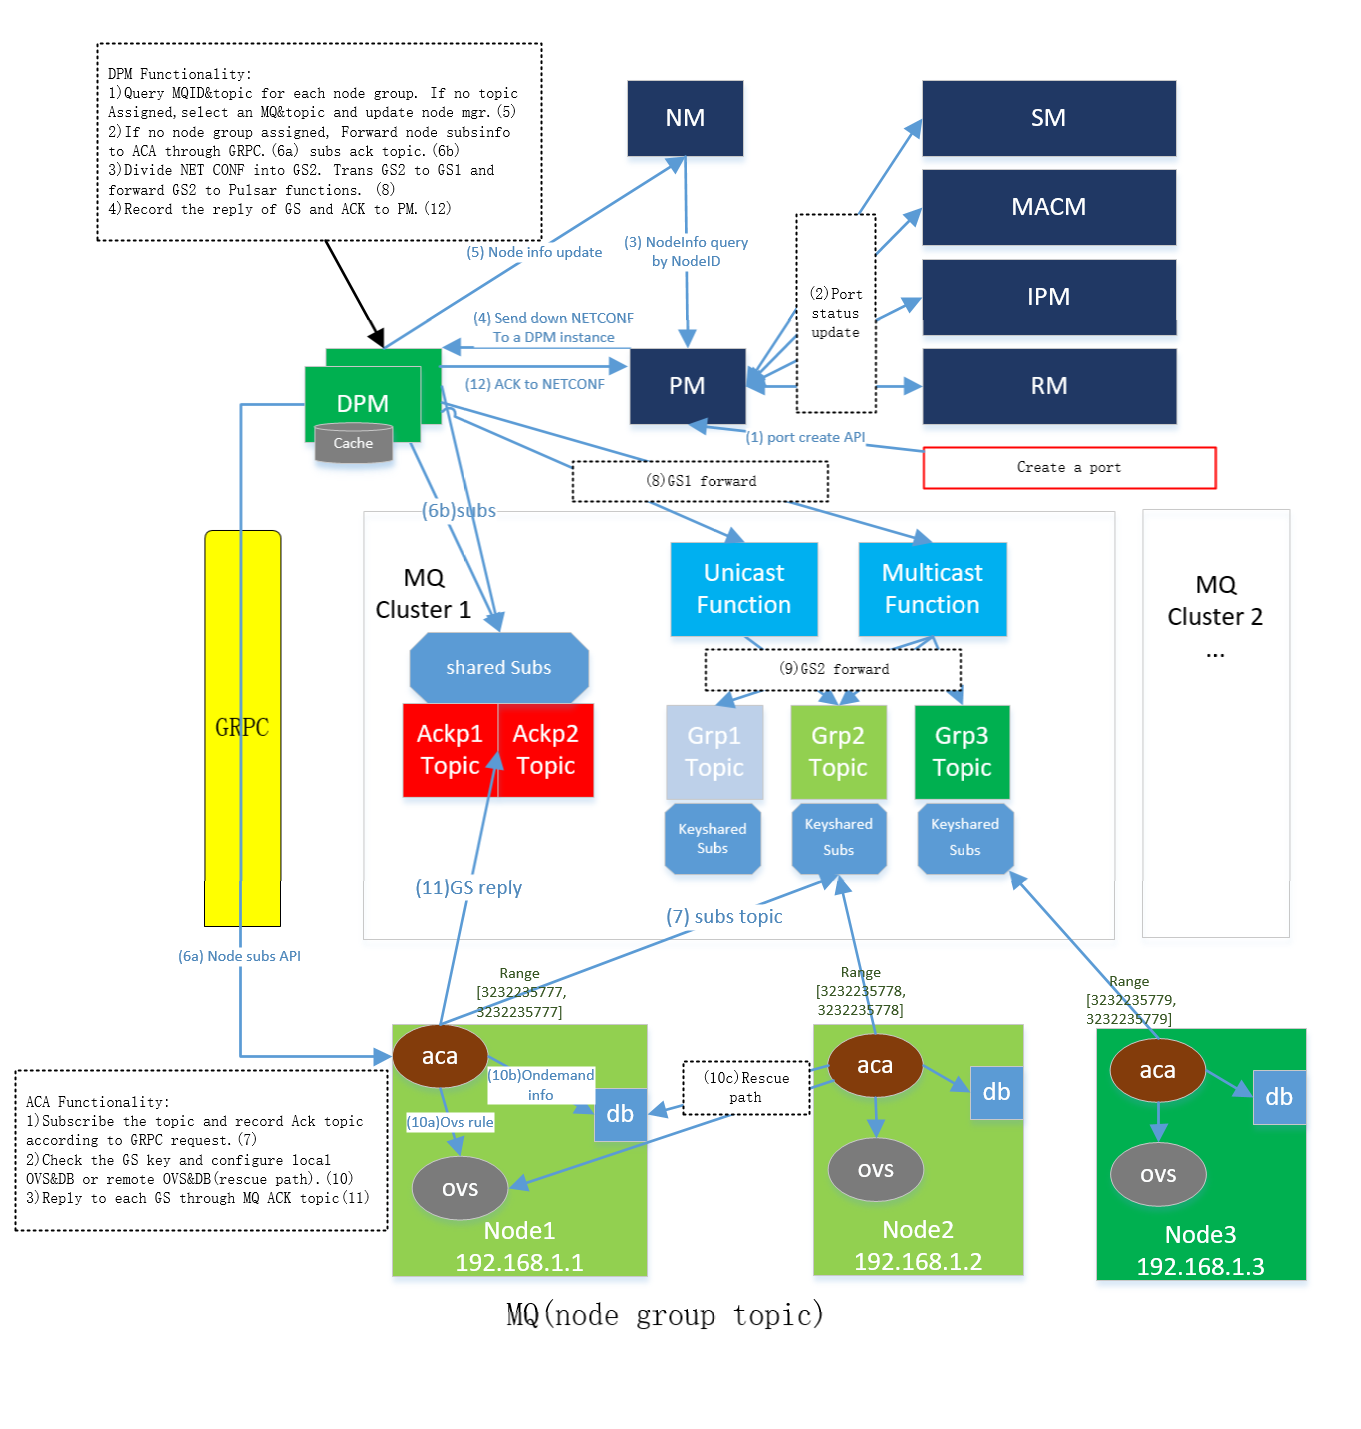 DPM Functionality:
1)Query MQID&topic for each node group. If no topic
Assigned,select an MQ&topic and update node mgr.(5)
2)If no node group assigned, Forward node subsinfo
to ACA through GRPC.(6a) subs ack topic.(6b)
3)Divide NET CONF into GS2. Trans GS2 to GS1 and
forward GS2 to Pulsar functions. (8)
4)Record the reply of GS and ACK to PM.(12)
NM
SM
MACM
IPM
RM
(5) Node info update
(3) NodeInfo query
by NodeID
(2)Port
status
update
(4) Send down NETCONF
To a DPM instance
(12) ACK to NETCONF
PM
DPM
Cache
(1) port create API
Create a port
(8)GS1 forward
(6b)subs
MQ
Cluster 1
Unicast
Function
Multicast
Function
MQ
Cluster 2
...
shared Subs
(9)GS2 forward
GRPC
Ackp1
Topic
Ackp2
Topic
Grp1
Topic
Grp2
Topic
Grp3
Topic
Keyshared
Subs
Keyshared
Subs
Keyshared
Subs
(11)GS reply
(7) subs topic
(6a) Node subs API
Range
[3232235777,
3232235777]
Range
[3232235778,
3232235778]
Range
[3232235779,
3232235779]
aca
(10b)Ondemand
info
db
(10a)Ovs rule
ovs
Node1
192.168.1.1
(10c)Rescue
path
aca
db
ovs
Node2
192.168.1.2
aca
db
ovs
Node3
192.168.1.3
ACA Functionality:
1)Subscribe the topic and record Ack topic
according to GRPC request.(7)
2)Check the GS key and configure local
OVS&DB or remote OVS&DB(rescue path).(10)
3)Reply to each GS through MQ ACK topic(11)
MQ(node group topic)